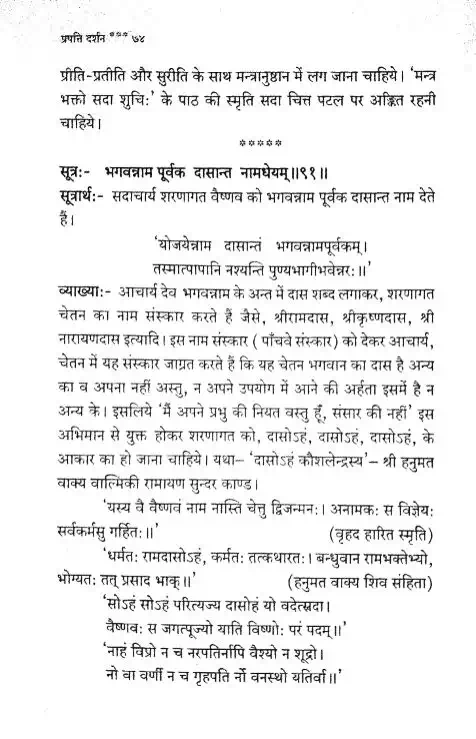 प्रपत्ति दर्शन *** ७४
प्रीति-प्रतीति और सुरीति के साथ मन्त्रानुष्ठान में लग जाना चाहिये। 'मन्त्र
भक्तो सदा शुचिः' के पाठ की स्मृति सदा चित्त पटल पर अङ्कित रहनी
चाहिये।
*****
सूत्रः- भगवन्नाम पूर्वक दासान्त नामधेयम्॥९१॥
सूत्रार्थः- सदाचार्य शरणागत वैष्णव को भगवन्नाम पूर्वक दासान्त नाम देते
हैं।
'योजयेन्नाम दासान्तं भगवन्नामपूर्वकम्।
तस्मात्पापानि नश्यन्ति पुण्यभागीभवेन्नरः॥'
व्याख्याः- आचार्य देव भगवन्नाम के अन्त में दास शब्द लगाकर, शरणागत
चेतन का नाम संस्कार करते हैं जैसे, श्रीरामदास, श्रीकृष्णदास, श्री
नारायणदास इत्यादि। इस नाम संस्कार ( पाँचवे संस्कार) को देकर आचार्य,
चेतन में यह संस्कार जाग्रत करते हैं कि यह चेतन भगवान का दास है अन्य
का व अपना नहीं अस्तु, न अपने उपयोग में आने की अर्हता इसमें है न
अन्य के। इसलिये 'मैं अपने प्रभु की नियत वस्तु हूँ, संसार की नहीं' इस
अभिमान से युक्त होकर शरणागत को, दासोऽहं, दासोऽहं, दासोऽहं, के
आकार का हो जाना चाहिये। यथा– 'दासोऽहं कौशलेन्द्रस्य'– श्री हनुमत
वाक्य वाल्मिकी रामायण सुन्दर काण्ड।
'यस्य वै वैष्णवं नाम नास्ति चेत्तु द्विजन्मनः। अनामकः स विज्ञेयः
सर्वकर्मसु गर्हितः॥' (वृहद हारित स्मृति)
'धर्मतः रामदासोऽहं, कर्मतः तत्कथारतः। बन्धुवान रामभक्तेभ्यो,
भोग्यतः तत् प्रसाद भाक्॥' (हनुमत वाक्य शिव संहिता)
'सोऽहं सोऽहं परित्यज्य दासोहं यो वदेत्सदा।
वैष्णवः स जगत्पूज्यो याति विष्णोः परं पदम्॥'
'नाहं विप्रो न च नरपतिर्नापि वैश्यो न शूद्रो।
नो वा वर्णी न च गृहपति र्नो वनस्थो यतिर्वा॥'